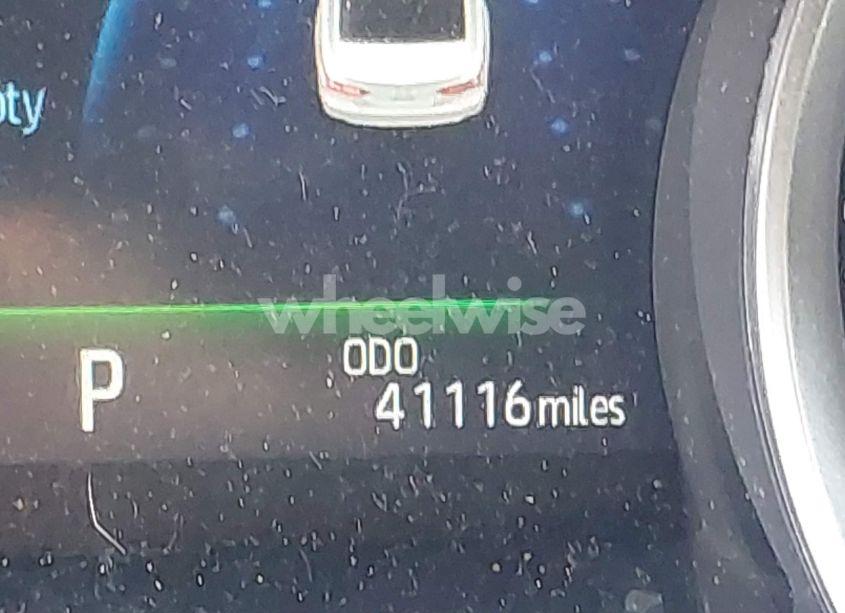 pty
wheelwise
P
ODO
41116 miles